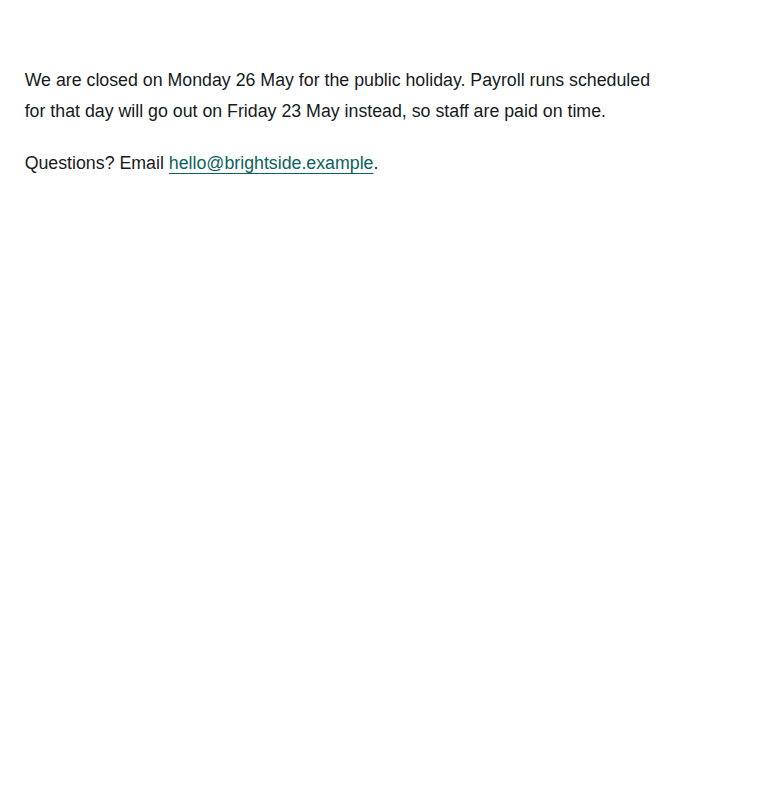 We are closed on Monday 26 May for the public holiday. Payroll runs scheduled
for that day will go out on Friday 23 May instead, so staff are paid on time.
Questions? Email hello@brightside.example.